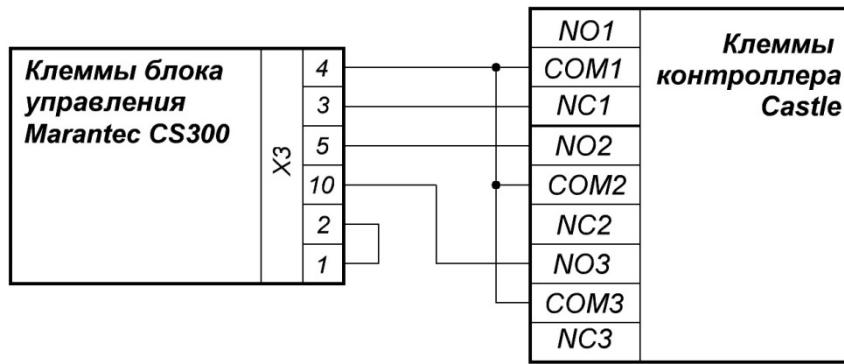 Клеммы блока
управления
Marantec CS300
X3
4
3
5
10
2
1
NO1
COM1
NC1
NO2
COM2
NC2
NO3
COM3
NC3
Клеммы
контроллера
Castle